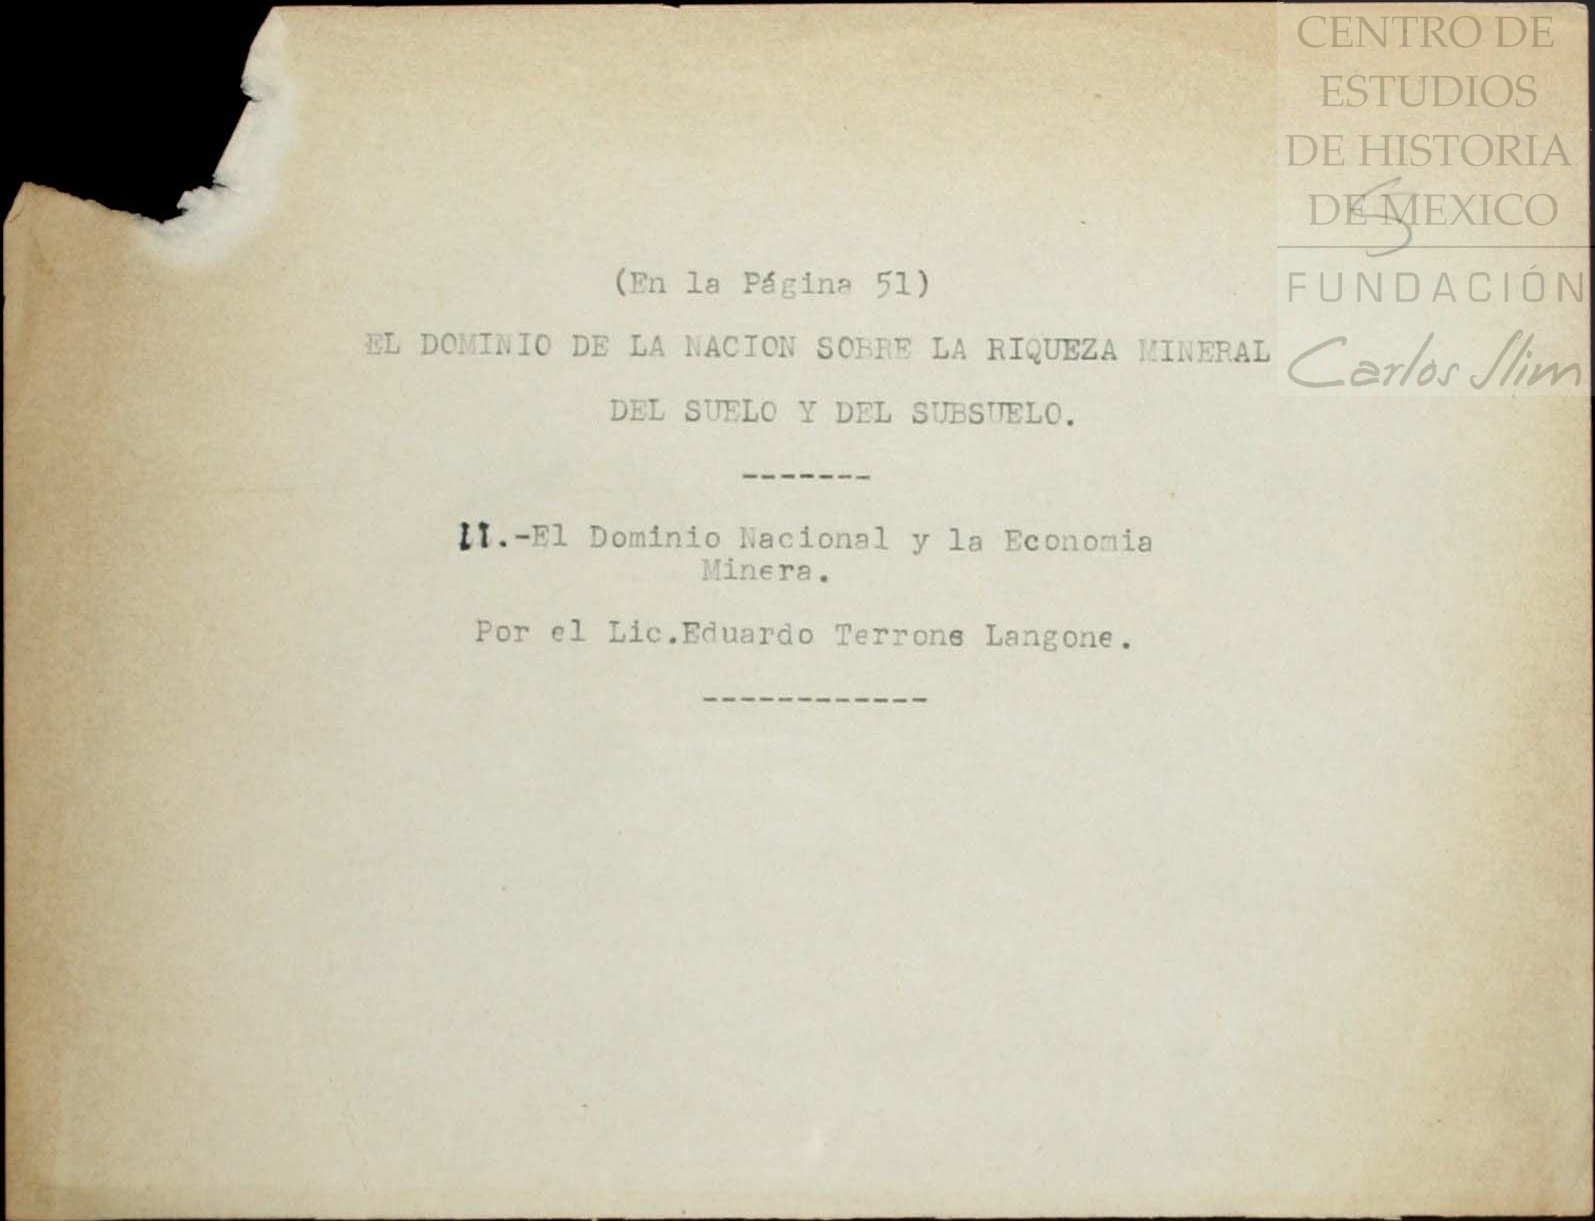 CENTRO DE
ESTUDIOS
DE HISTORIA
DE MEXICO
5
FUNDACIÓN
Carlos Slim
(En la Página 51)
EL DOMINIO DE LA NACION SOBRE LA RIQUEZA MINERAL
DEL SUELO Y DEL SUBSUELO.
-------
II.-El Dominio Nacional y la Economia
Minera.
Por el Lic.Eduardo Terrons Langone.
------------